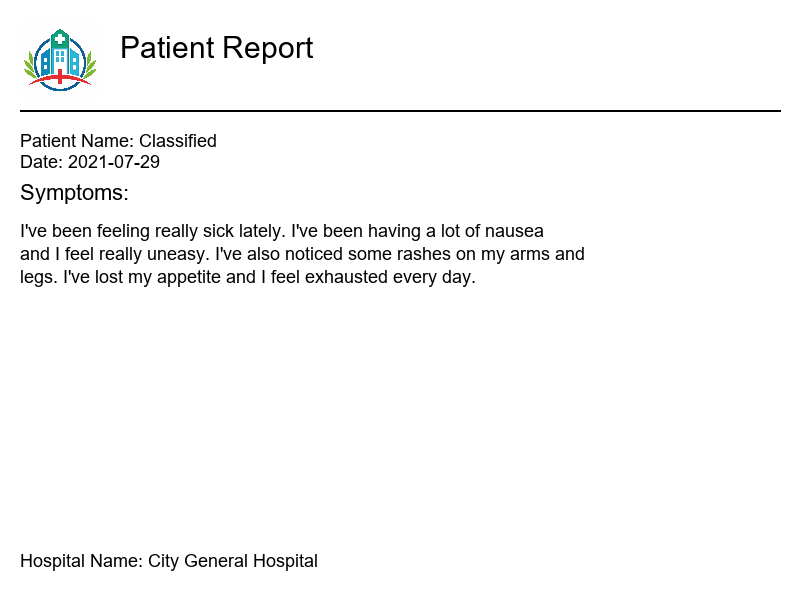 Patient Report
Patient Name: Classified
Date: 2021-07-29
Symptoms:
I've been feeling really sick lately. I've been having a lot of nausea
and I feel really uneasy. I've also noticed some rashes on my arms and
legs. I've lost my appetite and I feel exhausted every day.
Hospital Name: City General Hospital